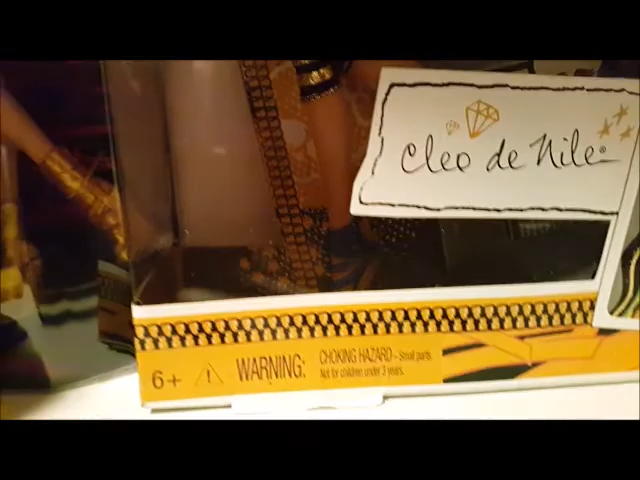 Cleo de Nile®
6+ WARNING: CHOKING HAZARD – Small parts.
Not for children under 3 years.